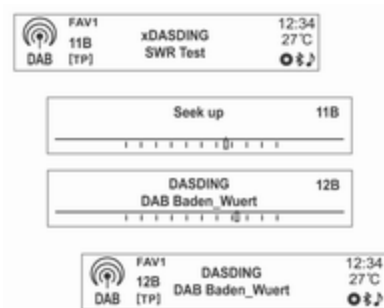 FAV1
12:34
xDASDING
27℃
11B
SWR Test
DAB
[TP]
Seek up
11B
DASDING
12B
DAB Baden_Wuert
FAV1
12:34
DASDING
27℃
12B
DAB Baden_Wuert
DAB
[TP]